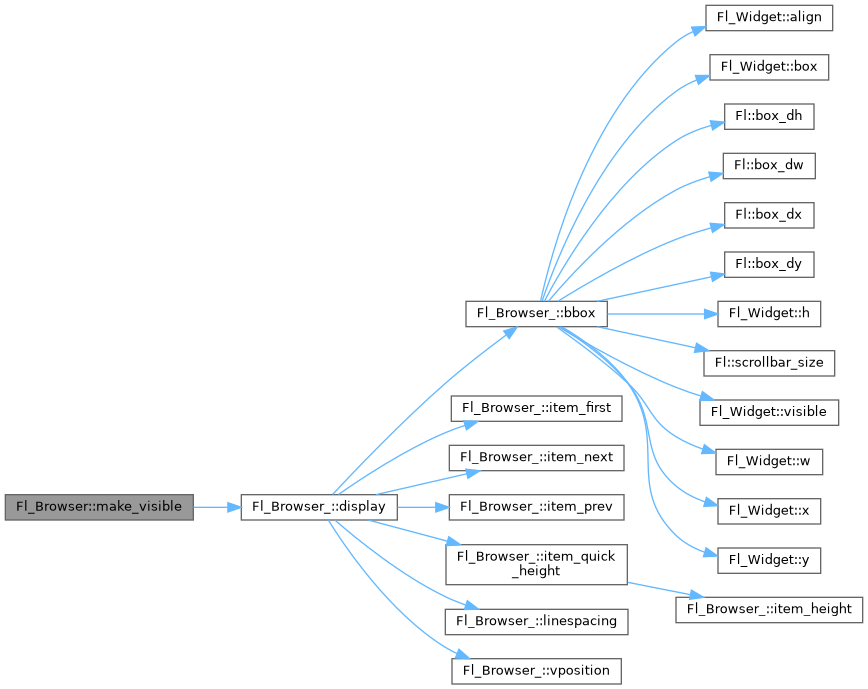 Fl_Widget::align
Fl_Widget::box
Fl::box_dh
Fl::box_dw
Fl::box_dx
Fl::box_dy
Fl_Browser_::bbox
Fl_Widget::h
Fl::scrollbar_size
Fl_Widget::visible
Fl_Browser_::item_first
Fl_Browser_::item_next
Fl_Widget::w
Fl_Browser::make_visible
Fl_Browser_::display
Fl_Browser_::item_prev
Fl_Widget::x
Fl_Browser_::item_quick
_height
Fl_Widget::y
Fl_Browser_::item_height
Fl_Browser_::linespacing
Fl_Browser_::vposition